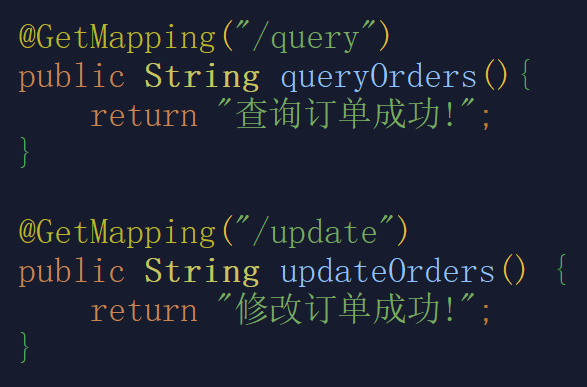 @GetMapping("/query")
public String queryOrders(){
    return "查询订单成功!";
}

@GetMapping("/update")
public String updateOrders() {
    return "修改订单成功!";
}